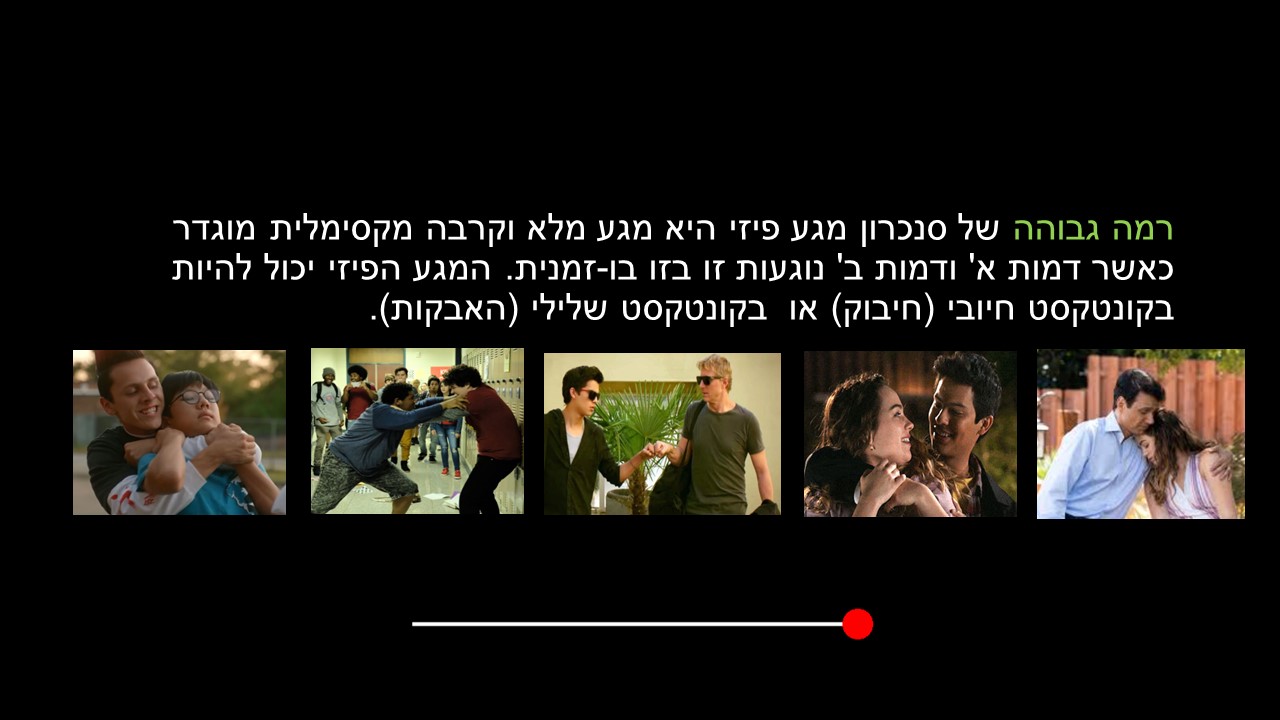 רמה גבוהה של סנכרון מגע פיזי היא מגע מלא וקרבה מקסימלית מוגדר
כאשר דמות א' ודמות ב' נוגעות זו בזו בו-זמנית. המגע הפיזי יכול להיות
בקונטקסט חיובי (חיבוק) או  בקונטקסט שלילי (האבקות).